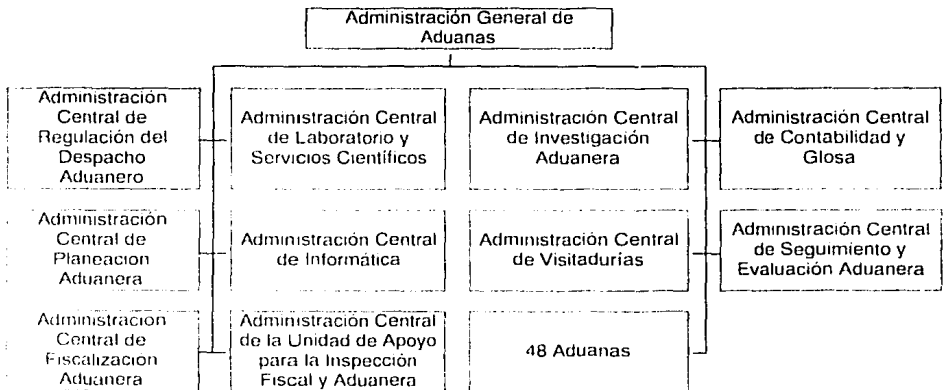 Administración General de
Aduanas
Administración
Central de
Regulación del
Despacho
Aduanero
Administración Central
de Laboratorio y
Servicios Científicos
Administración Central
de Investigación
Aduanera
Administración Central
de Contabilidad y
Glosa
Administración
Central de
Planeacion
Aduanera
Administración Central
de Informática
Administración Central
de Visitadurías
Administración Central
de Seguimiento y
Evaluación Aduanera
Administracion
Central de
Fiscalizacion
Aduanera
Administración Central
de la Unidad de Apoyo
para la Inspección
Fiscal y Aduanera
48 Aduanas